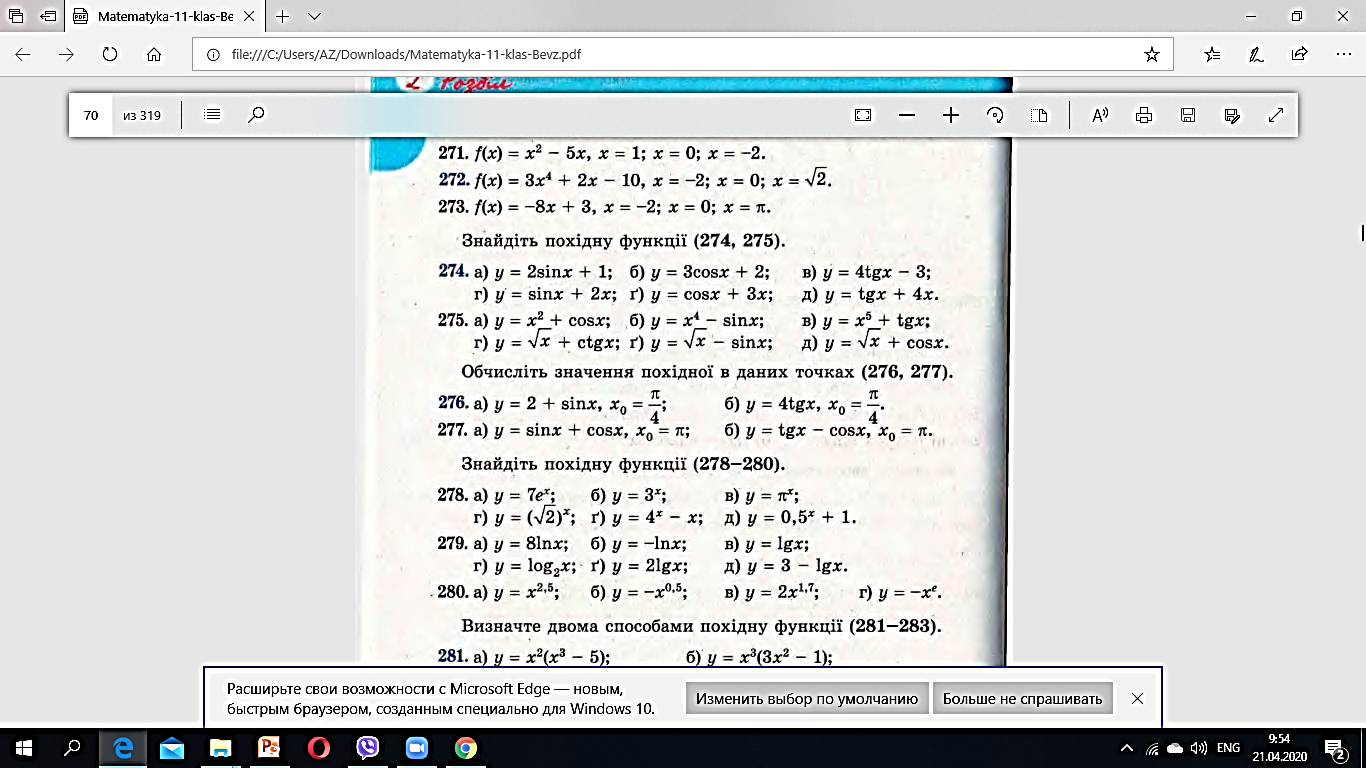 Matematyka-11-klas-Be
file:///C:/Users/AZ/Downloads/Matematyka-11-klas-Bevz.pdf
2 Розділ
70 из 319
271. f(x) = x² − 5x, x = 1; x = 0; x = −2.
272. f(x) = 3x⁴ + 2x − 10, x = −2; x = 0; x = √2.
273. f(x) = −8x + 3, x = −2; x = 0; x = π.
Знайдіть похідну функції (274, 275).
274. а) y = 2sinx + 1; б) y = 3cosx + 2; в) y = 4tgx − 3;
г) y = sinx + 2x; ґ) y = cosx + 3x; д) y = tgx + 4x.
275. а) y = x² + cosx; б) y = x⁴ − sinx; в) y = x⁵ + tgx;
г) y = √x + ctgx; ґ) y = √x − sinx; д) y = √x + cosx.
Обчисліть значення похідної в даних точках (276, 277).
276. а) y = 2 + sinx, x₀ = π/4; б) y = 4tgx, x₀ = π/4.
277. а) y = sinx + cosx, x₀ = π; б) y = tgx − cosx, x₀ = π.
Знайдіть похідну функції (278–280).
278. а) y = 7eˣ; б) y = 3ˣ; в) y = πˣ;
г) y = (√2)ˣ; ґ) y = 4ˣ − x; д) y = 0,5ˣ + 1.
279. а) y = 8lnx; б) y = −lnx; в) y = lgx;
г) y = log₂x; ґ) y = 2lgx; д) y = 3 − lgx.
280. а) y = x^2,5; б) y = −x^0,5; в) y = 2x^1,7; г) y = −xᵉ.
Визначте двома способами похідну функції (281–283).
281. а) y = x²(x³ − 5); б) y = x³(3x² − 1);
Расширьте свои возможности с Microsoft Edge — новым,
быстрым браузером, созданным специально для Windows 10.
Изменить выбор по умолчанию
Больше не спрашивать
ENG
9:54
21.04.2020
2